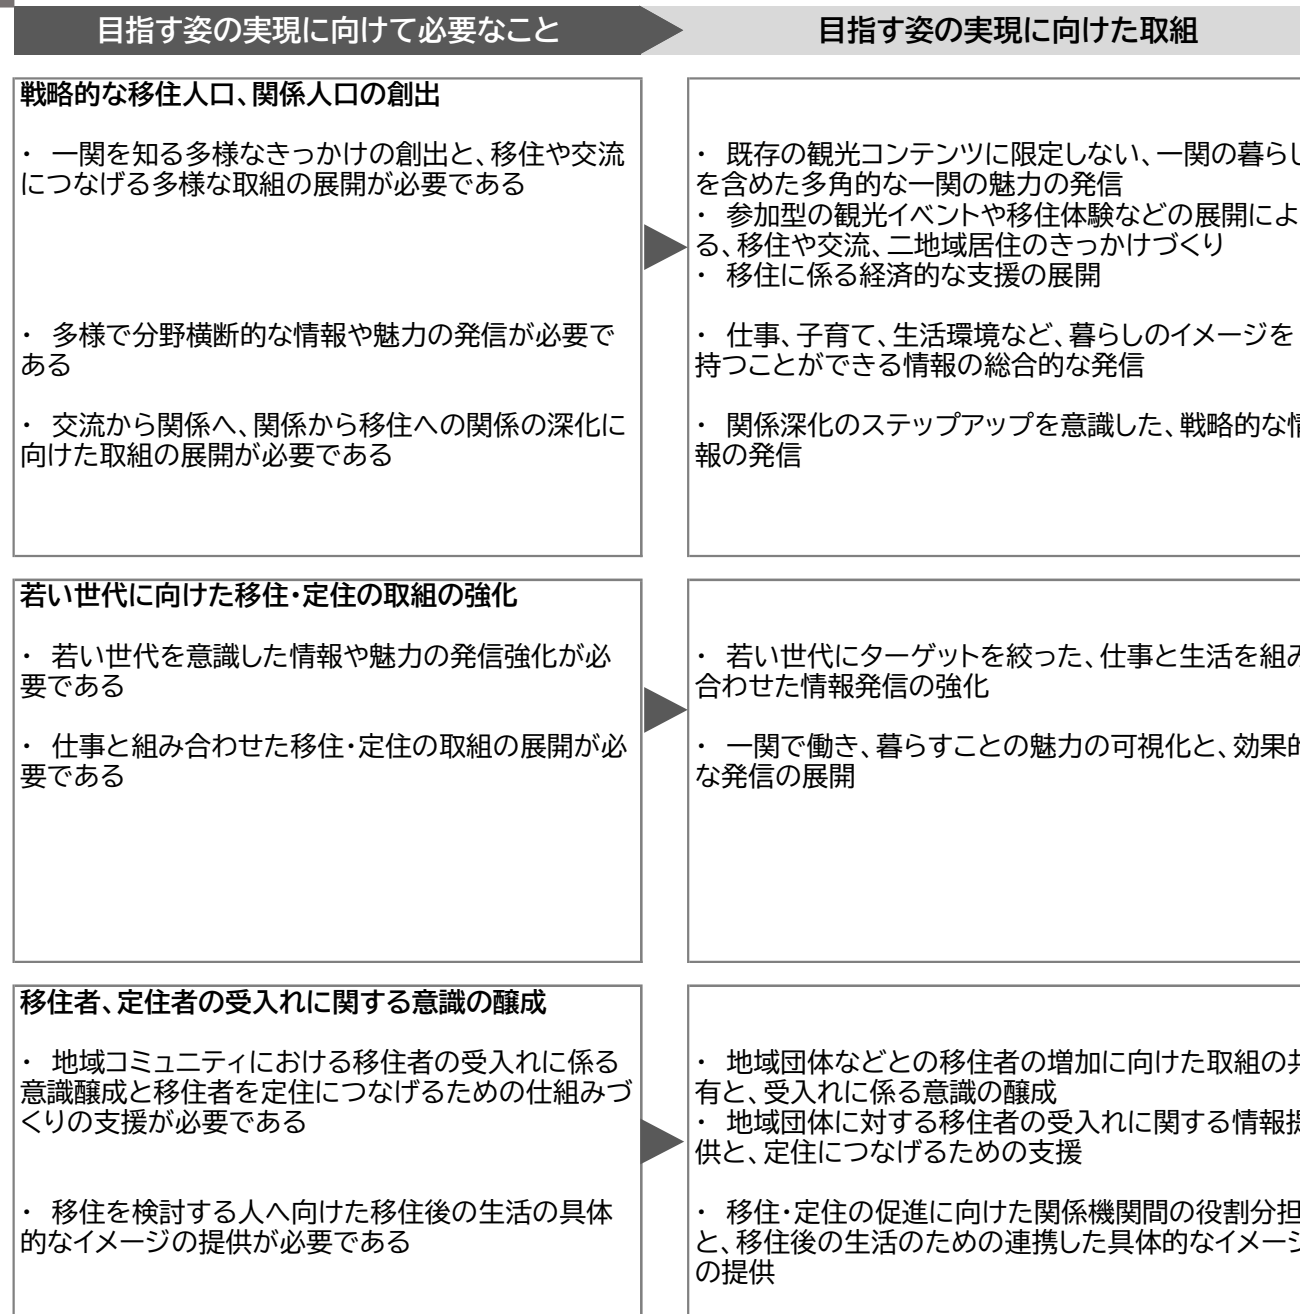 目指す姿の実現に向けて必要なこと
目指す姿の実現に向けた取組
戦略的な移住人口、関係人口の創出
・ 一関を知る多様なきっかけの創出と、移住や交流
につなげる多様な取組の展開が必要である
・ 多様で分野横断的な情報や魅力の発信が必要で
ある
・ 交流から関係へ、関係から移住への関係の深化に
向けた取組の展開が必要である
・ 既存の観光コンテンツに限定しない、一関の暮らし
を含めた多角的な一関の魅力の発信
・ 参加型の観光イベントや移住体験などの展開によ
る、移住や交流、二地域居住のきっかけづくり
・ 移住に係る経済的な支援の展開
・ 仕事、子育て、生活環境など、暮らしのイメージを
持つことができる情報の総合的な発信
・ 関係深化のステップアップを意識した、戦略的な情
報の発信
若い世代に向けた移住・定住の取組の強化
・ 若い世代を意識した情報や魅力の発信強化が必
要である
・ 仕事と組み合わせた移住・定住の取組の展開が必
要である
・ 若い世代にターゲットを絞った、仕事と生活を組み
合わせた情報発信の強化
・ 一関で働き、暮らすことの魅力の可視化と、効果的
な発信の展開
移住者、定住者の受入れに関する意識の醸成
・ 地域コミュニティにおける移住者の受入れに係る
意識醸成と移住者を定住につなげるための仕組みづ
くりの支援が必要である
・ 移住を検討する人へ向けた移住後の生活の具体
的なイメージの提供が必要である
・ 地域団体などとの移住者の増加に向けた取組の共
有と、受入れに係る意識の醸成
・ 地域団体に対する移住者の受入れに関する情報提
供と、定住につなげるための支援
・ 移住・定住の促進に向けた関係機関間の役割分担
と、移住後の生活のための連携した具体的なイメージ
の提供